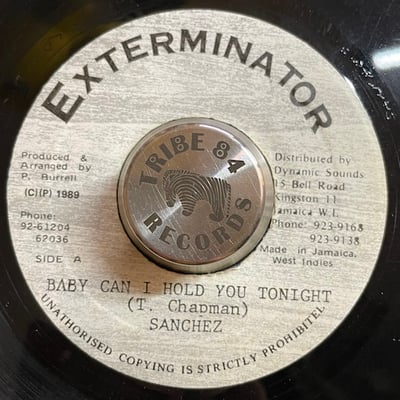 EXTERMINATOR
TRIBE 84
RECORDS
Produced &
Arranged by
P. Burrell
(C)(P) 1989
Phone:
92-61204
62036
SIDE A
Distributed by
Dynamic Sounds
15 Bell Road
Kingston 11
Jamaica W.I.
Phone: 923-9168
923-9138
Made in Jamaica,
West Indies
BABY CAN I HOLD YOU TONIGHT
(T. Chapman)
SANCHEZ
UNATHORISED COPYING IS STRICTLY PROHIBITEL